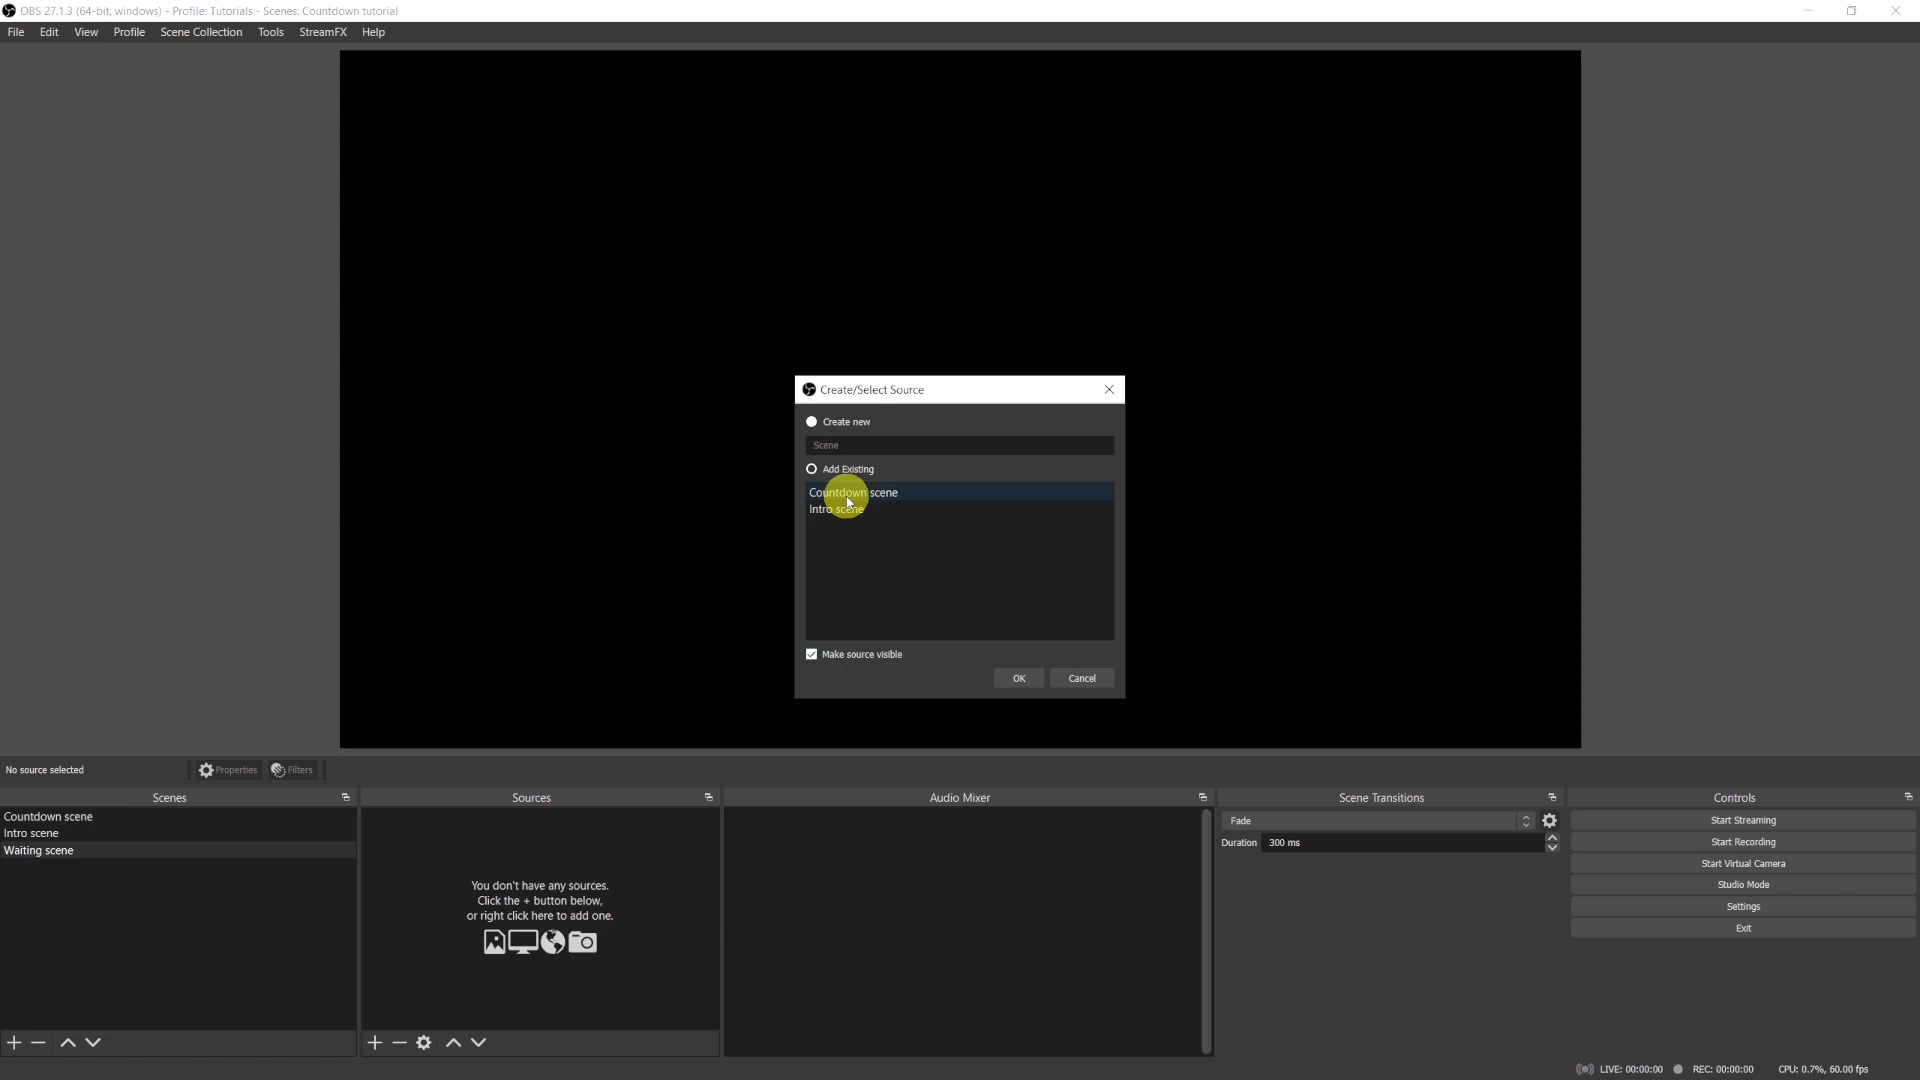 OBS 27.1.3 (64-bit, windows) - Profile: Tutorials - Scenes: Countdown tutorial
File Edit View Profile Scene Collection Tools StreamFX Help
Create/Select Source
Create new
Scene
Add Existing
Countdown scene
Intro scene
Make source visible
OK Cancel
No source selected Properties Filters
Scenes
Countdown scene
Intro scene
Waiting scene
Sources
You don't have any sources.
Click the + button below,
or right click here to add one.
Audio Mixer
Scene Transitions
Fade
Duration 300 ms
Controls
Start Streaming
Start Recording
Start Virtual Camera
Studio Mode
Settings
Exit
LIVE: 00:00:00 REC: 00:00:00 CPU: 0.7%, 60.00 fps